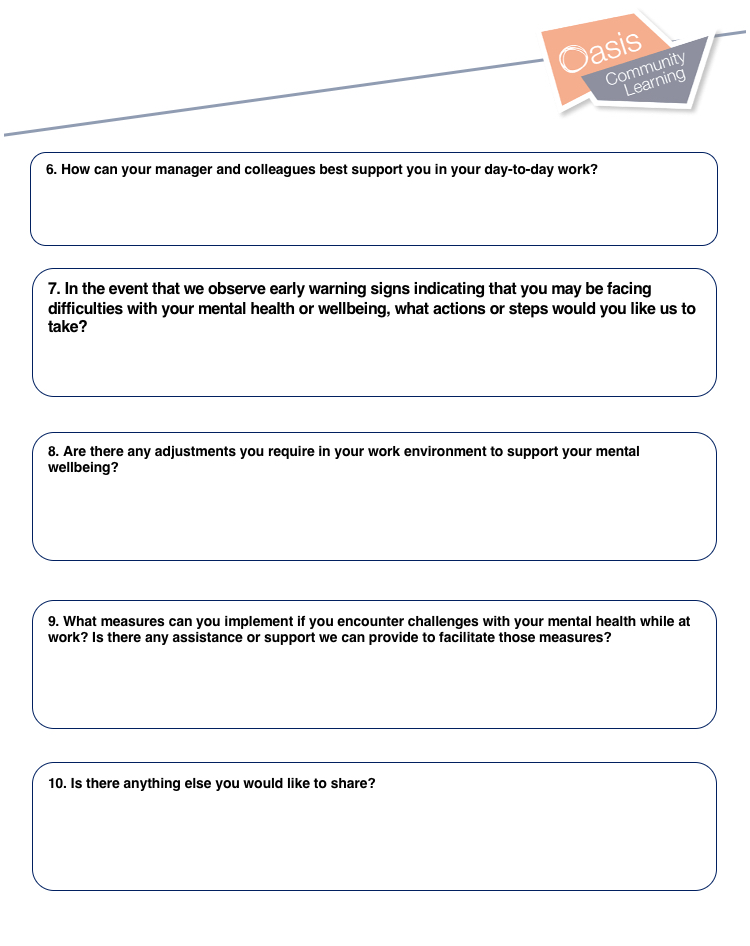 Oasis
Community
Learning
6. How can your manager and colleagues best support you in your day-to-day work?
7. In the event that we observe early warning signs indicating that you may be facing
difficulties with your mental health or wellbeing, what actions or steps would you like us to
take?
8. Are there any adjustments you require in your work environment to support your mental
wellbeing?
9. What measures can you implement if you encounter challenges with your mental health while at
work? Is there any assistance or support we can provide to facilitate those measures?
10. Is there anything else you would like to share?